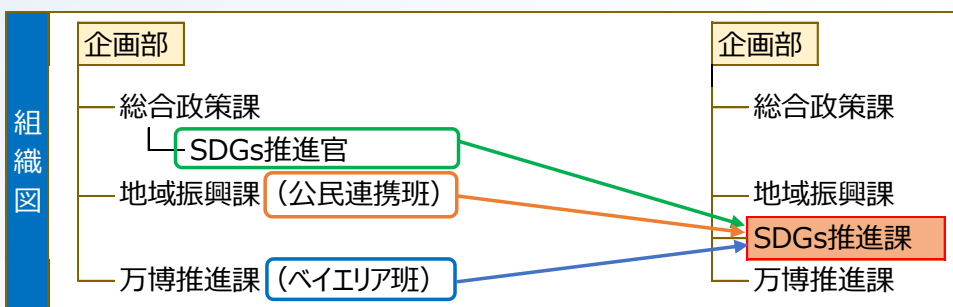 組織図
企画部
総合政策課
SDGs推進官
地域振興課（公民連携班）
万博推進課（ベイエリア班）
企画部
総合政策課
地域振興課
SDGs推進課
万博推進課